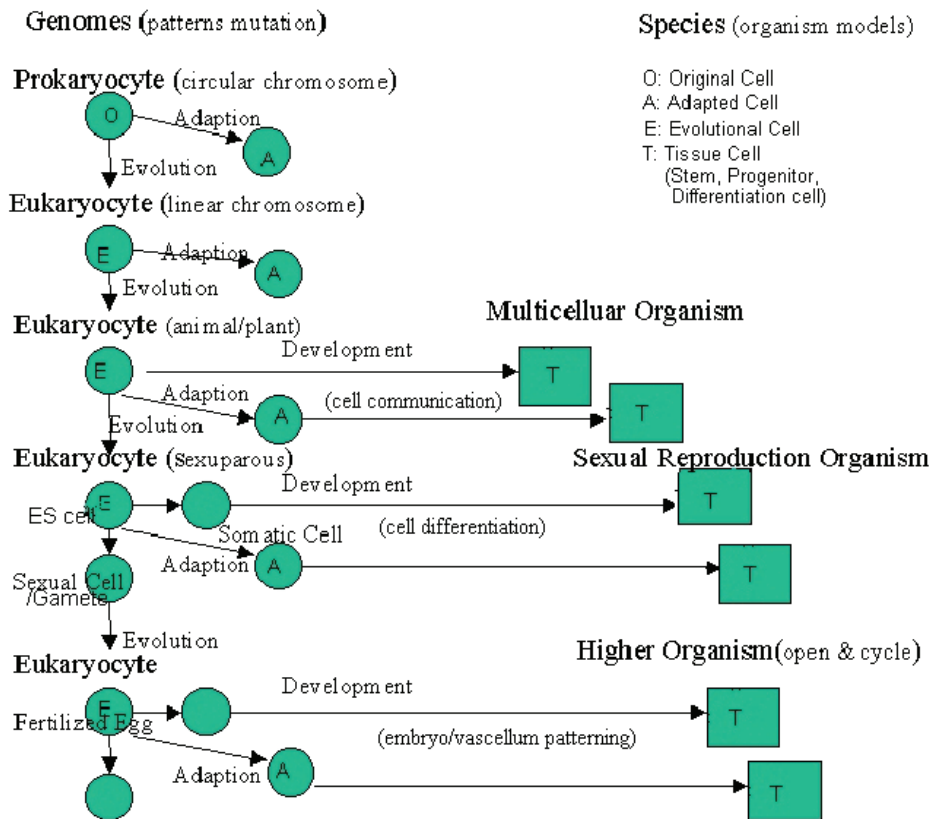 Genomes (patterns mutation)
Species (organism models)
Prokaryocyte (circular chromosome)
O: Original Cell
A: Adapted Cell
E: Evolutional Cell
T: Tissue Cell
(Stem, Progenitor,
Differentiation cell)
O
Adaption
A
Evolution
Eukaryocyte (linear chromosome)
E
Adaption
A
Evolution
Multicelluar Organism
Eukaryocyte (animal/plant)
Development
E
T
Adaption
A
(cell communication)
T
Evolution
Eukaryocyte (Sexuparous)
Sexual Reproduction Organism
Development
E
T
ES cell
Somatic Cell
(cell differentiation)
Adaption
A
T
Sexual Cell
/Gamete
Evolution
Eukaryocyte
Higher Organism(open & cycle)
Development
E
T
Fertilized Egg
(embryo/vascellum patterning)
Adaption
A
T